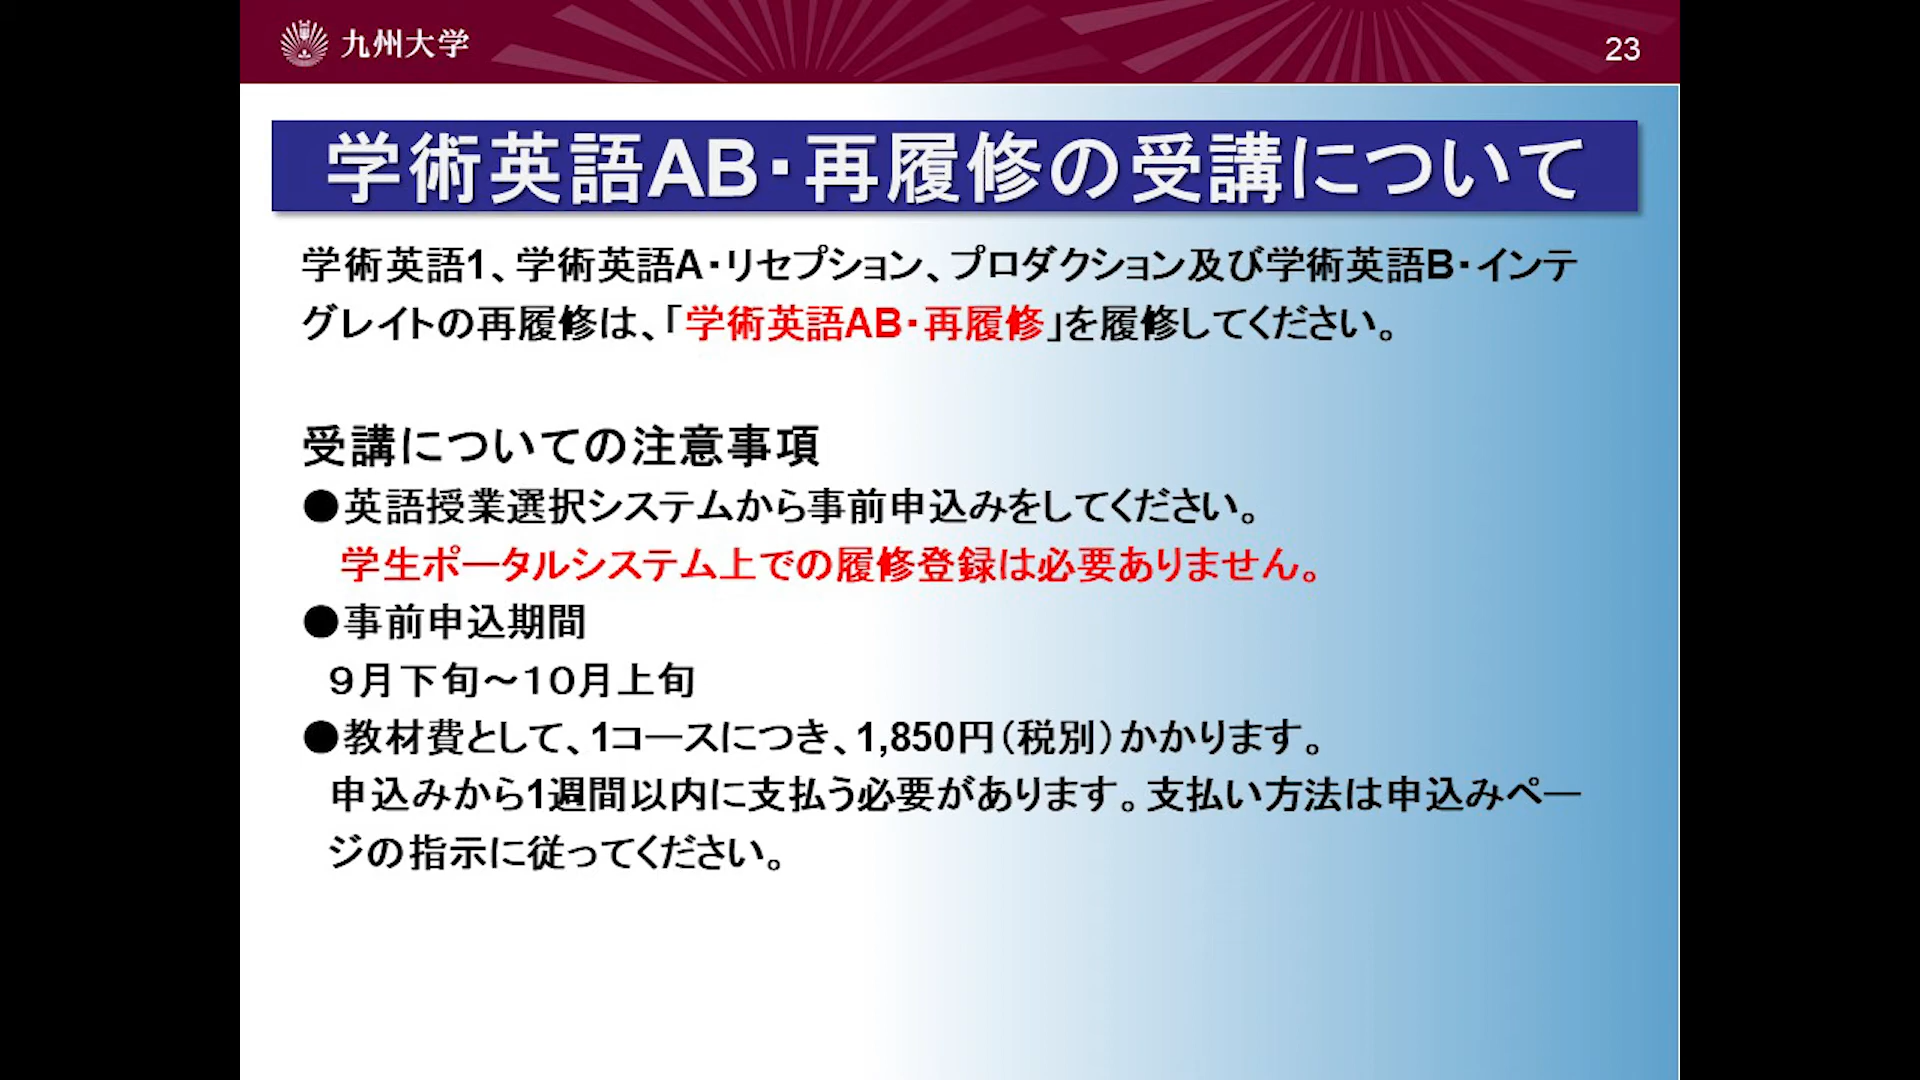 九州大学
23
学術英語AB・再履修の受講について
学術英語1、学術英語A・リセプション、プロダクション及び学術英語B・インテ
グレイトの再履修は、「学術英語AB・再履修」を履修してください。
受講についての注意事項
●英語授業選択システムから事前申込みをしてください。
学生ポータルシステム上での履修登録は必要ありません。
●事前申込期間
９月下旬～１０月上旬
●教材費として、1コースにつき、1,850円（税別）かかります。
申込みから1週間以内に支払う必要があります。支払い方法は申込みペー
ジの指示に従ってください。